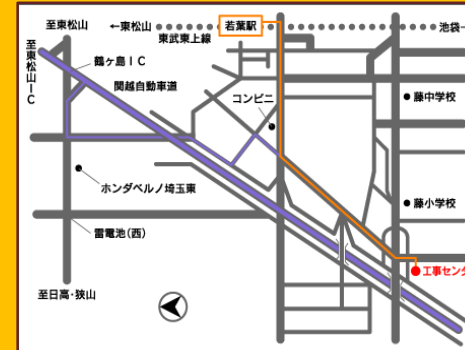 至東松山
←東松山
若葉駅
池袋
東武東上線
至東松山IC
鶴ヶ島IC
関越自動車道
コンビニ
藤中学校
ホンダベルノ埼玉東
藤小学校
雷電池(西)
工事センタ
至日高・狭山